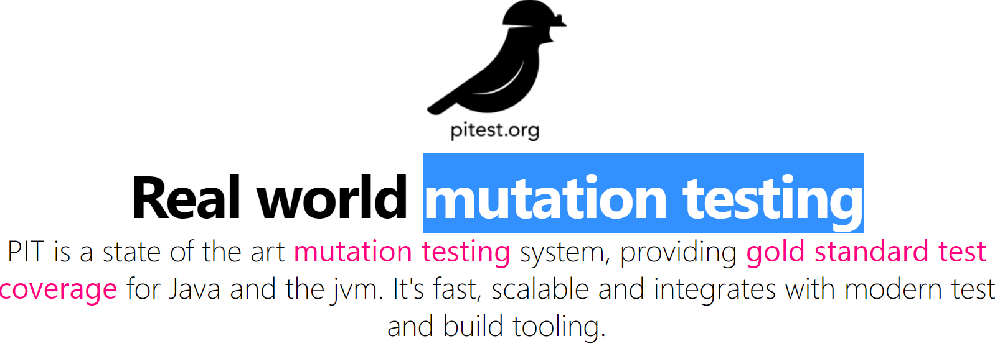 pitest.org
Real world mutation testing
PIT is a state of the art mutation testing system, providing gold standard test
coverage for Java and the jvm. It's fast, scalable and integrates with modern test
and build tooling.